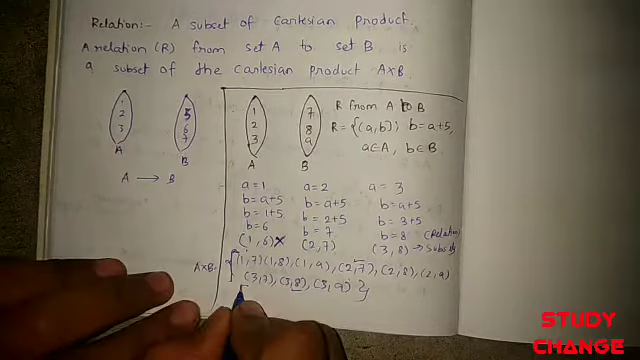 Relation:- A subset of Cartesian product.
A relation (R) from set A to set B is
a subset of the Cartesian product A×B.
1
2
3
A
5
6
7
B
A → B
1
2
3
A
7
8
9
B
R from A to B
R = {(a,b); b=a+5,
a∈A, b∈B.
a=1
b=a+5
b=1+5
b=6
(1,6)×
a=2
b=a+5
b=2+5
b=7
(2,7)
a=3
b=a+5
b=3+5
b=8 (Relation)
(3,8) →
A×B= {(1,7)(1,8),(1,9),(2,7),(2,8),(2,9)
(3,7),(3,8),(3,9)}
STUDY
CHANGE